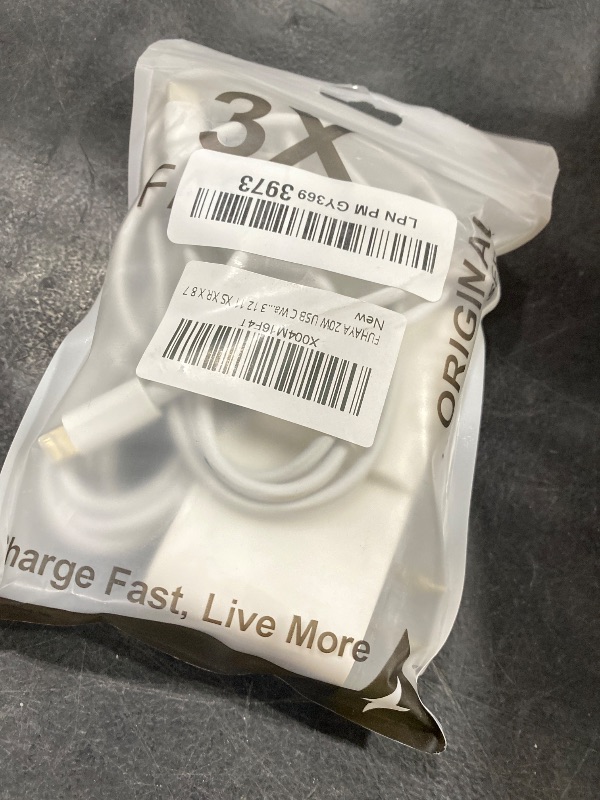 3X
LPN PM GY369 3973
X004M16F4T
FUHAYA 20W USB C Wa...3 12 11 XS XR X 8 7
New
ORIGINAL
Charge Fast, Live More